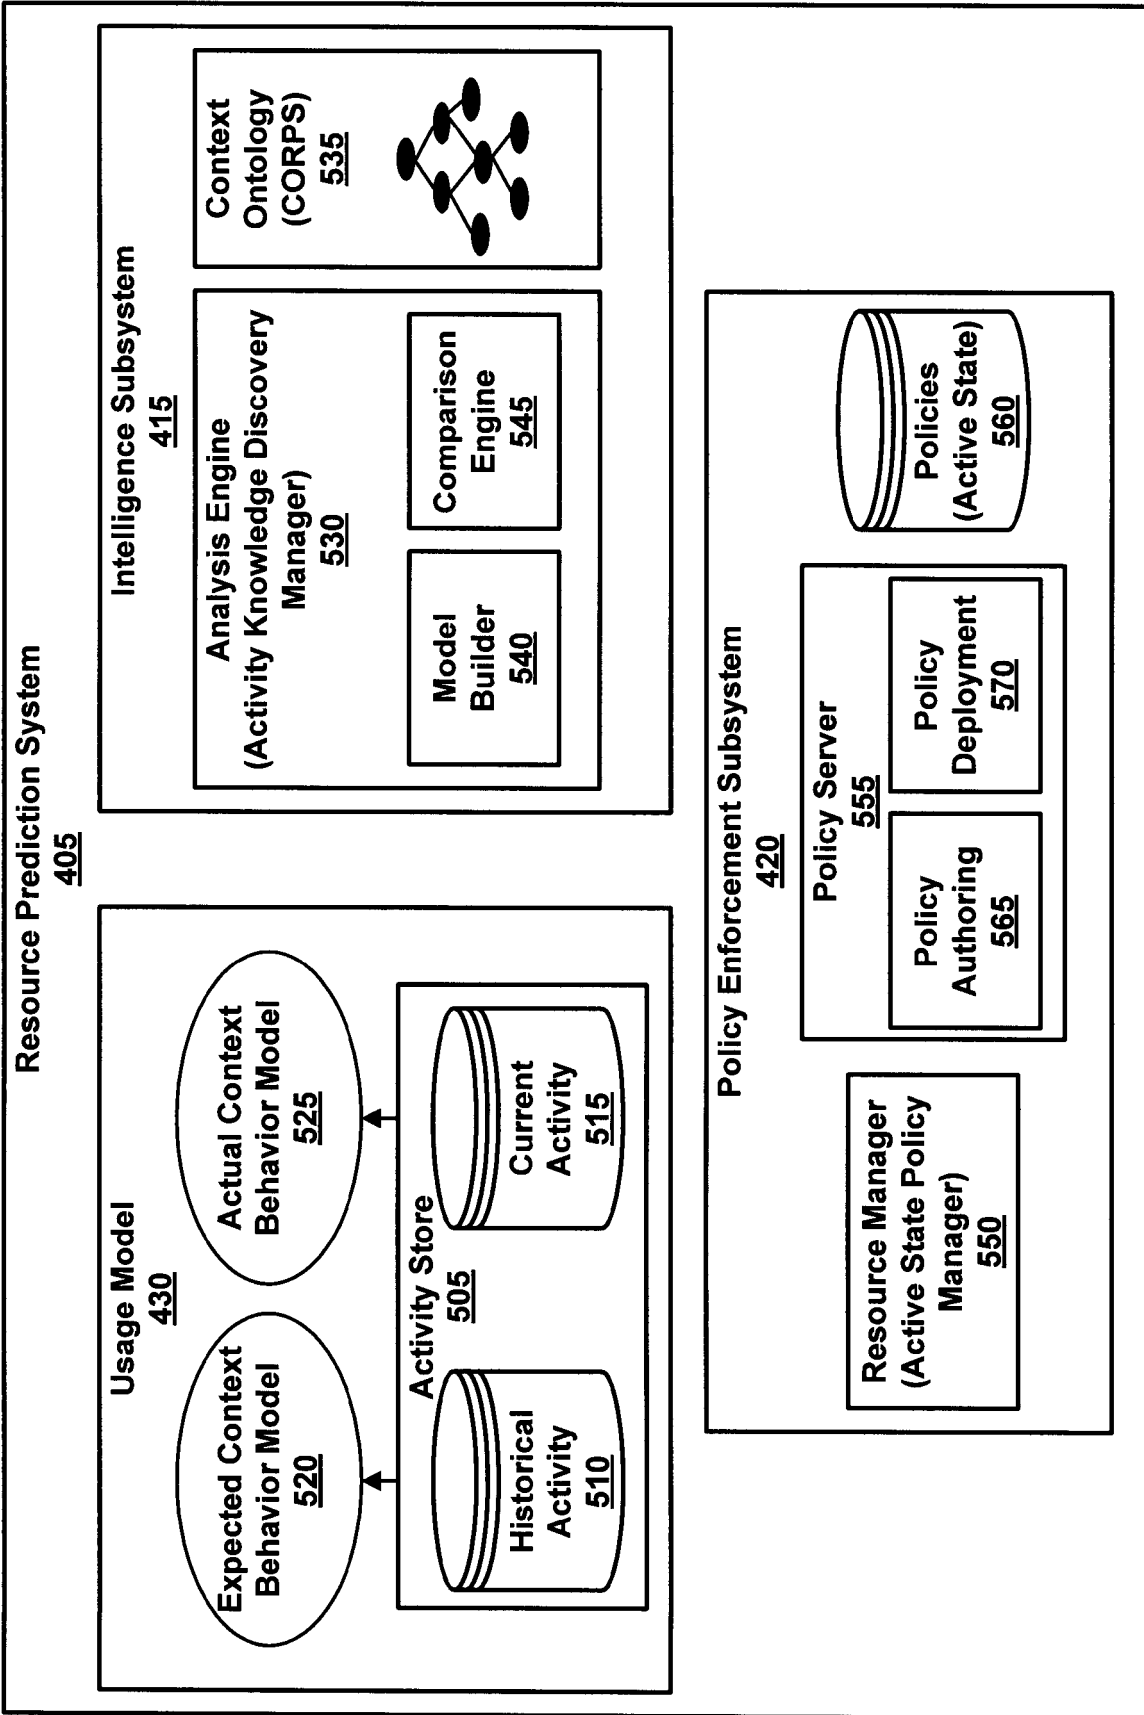 Resource Prediction System
405
Usage Model
430
Expected Context
Behavior Model
520
Actual Context
Behavior Model
525
Activity Store
505
Historical
Activity
510
Current
Activity
515
Intelligence Subsystem
415
Analysis Engine
(Activity Knowledge Discovery
Manager)
530
Model
Builder
540
Comparison
Engine
545
Context
Ontology
(CORPS)
535
Policy Enforcement Subsystem
420
Resource Manager
(Active State Policy
Manager)
550
Policy Server
555
Policy
Authoring
565
Policy
Deployment
570
Policies
(Active State)
560